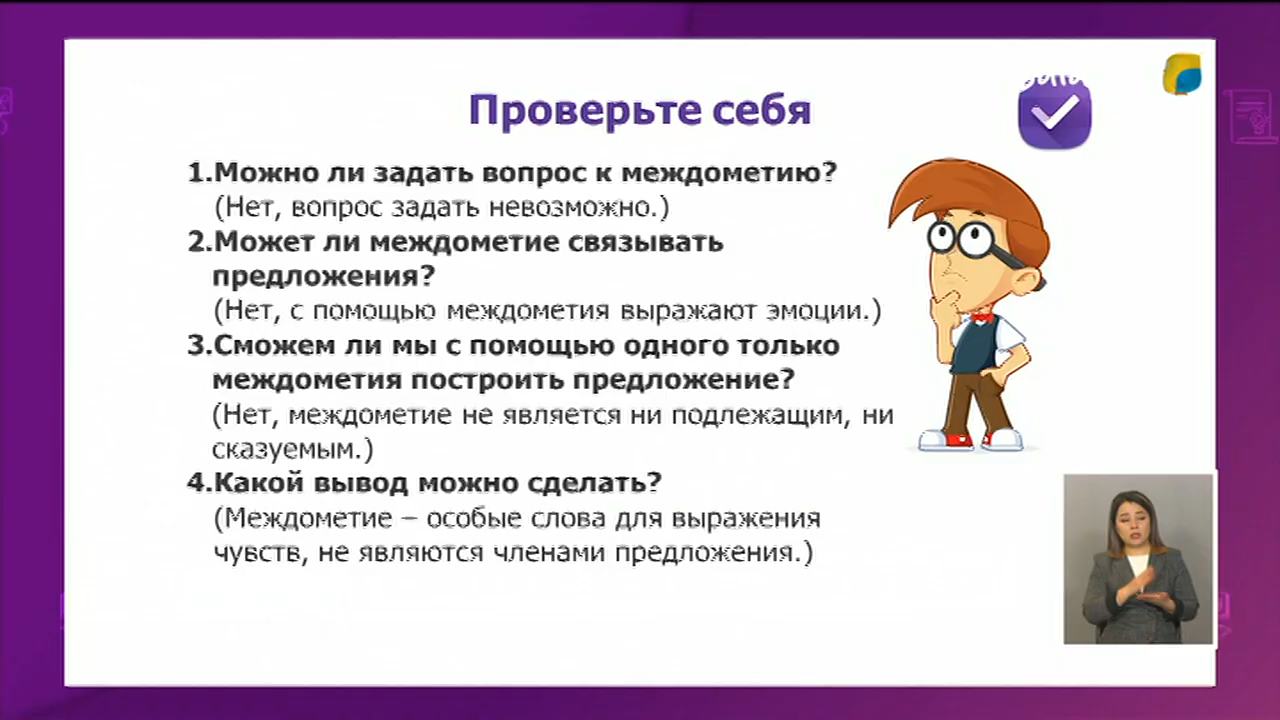 Проверьте себя
1.Можно ли задать вопрос к междометию?
(Нет, вопрос задать невозможно.)
2.Может ли междометие связывать
предложения?
(Нет, с помощью междометия выражают эмоции.)
3.Сможем ли мы с помощью одного только
междометия построить предложение?
(Нет, междометие не является ни подлежащим, ни
сказуемым.)
4.Какой вывод можно сделать?
(Междометие – особые слова для выражения
чувств, не являются членами предложения.)